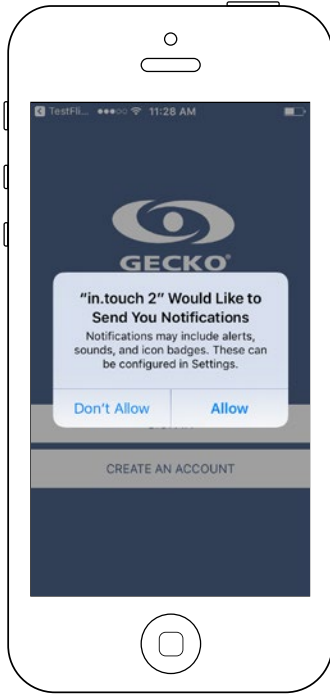 TestFli... 11:28 AM
GECKO®
"in.touch 2" Would Like to
Send You Notifications
Notifications may include alerts,
sounds, and icon badges. These can
be configured in Settings.
Don't Allow Allow
CREATE AN ACCOUNT